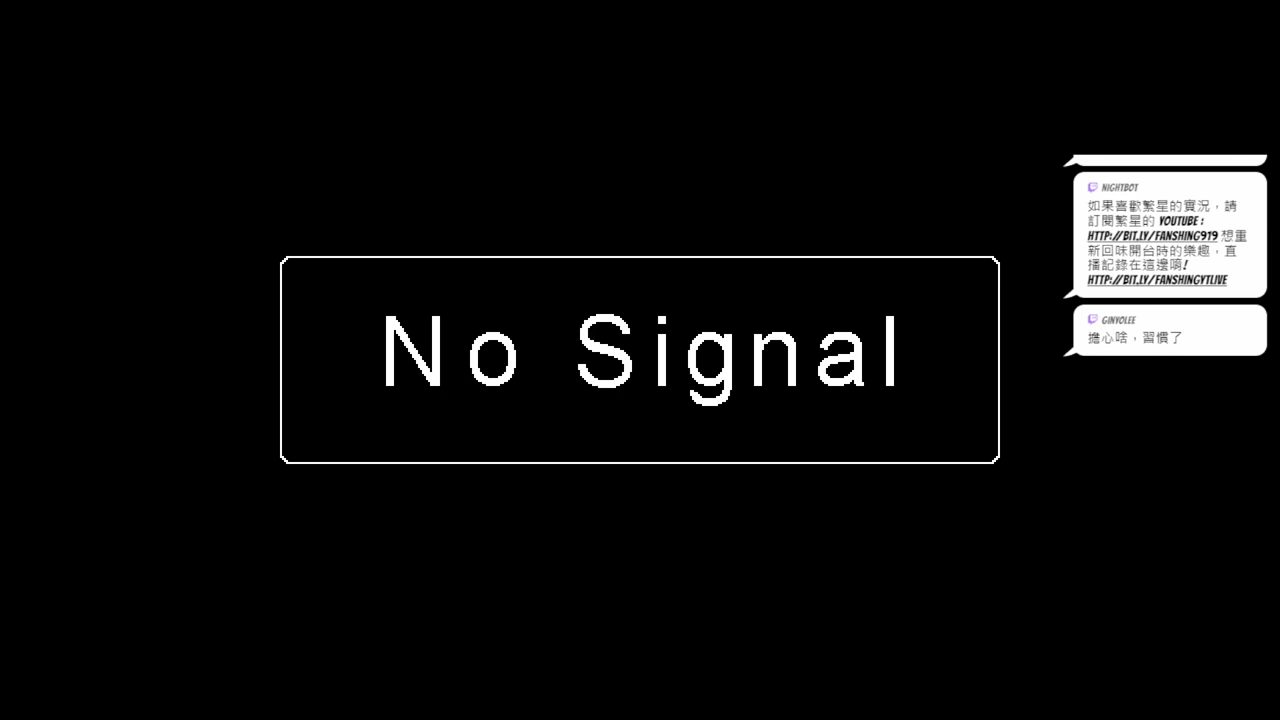 No Signal
NIGHTBOT
如果喜歡繁星的實況，請
訂閱繁星的 YOUTUBE :
HTTP://BIT.LY/FANSHING919 想重
新回味開台時的樂趣，直
播記錄在這邊唷!
HTTP://BIT.LY/FANSHINGYTLIVE
GINYOLEE
擔心啥，習慣了